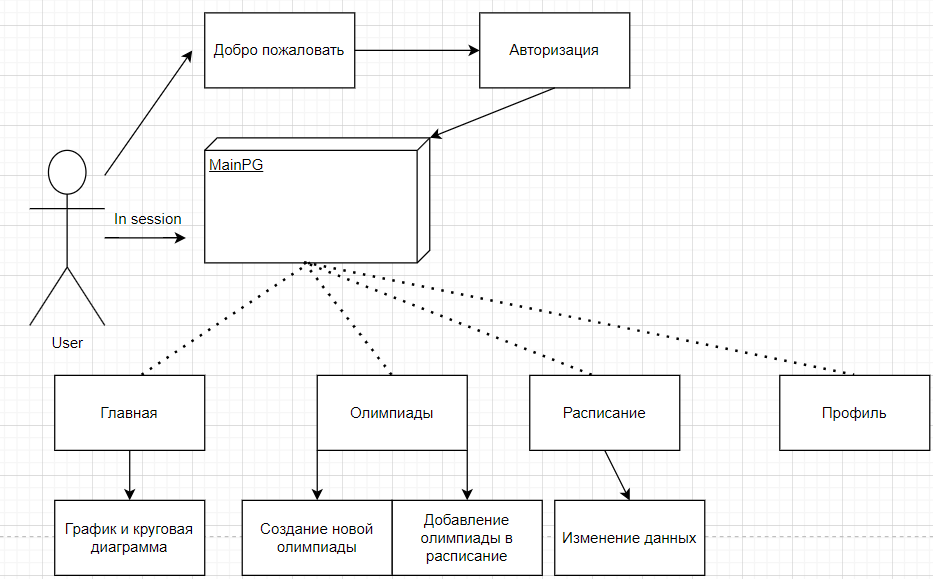 Добро пожаловать
Авторизация
MainPG
In session
User
Главная
Олимпиады
Расписание
Профиль
График и круговая
диаграмма
Создание новой
олимпиады
Добавление
олимпиады в
расписание
Изменение данных